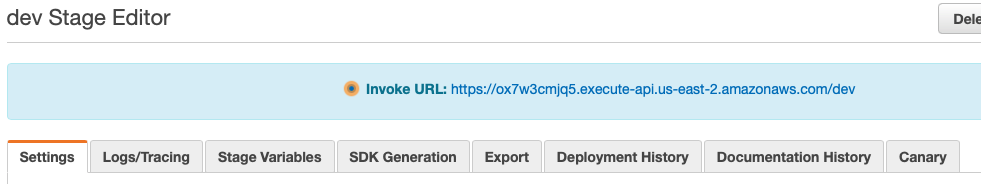 dev Stage Editor
Dele
Invoke URL: https://ox7w3cmjq5.execute-api.us-east-2.amazonaws.com/dev
Settings Logs/Tracing Stage Variables SDK Generation Export Deployment History Documentation History Canary